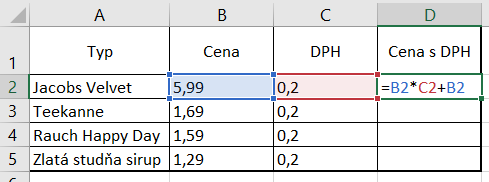 A B C D
1 Typ Cena DPH Cena s DPH
2 Jacobs Velvet 5,99 0,2 =B2*C2+B2
3 Teekanne 1,69 0,2
4 Rauch Happy Day 1,59 0,2
5 Zlatá studňa sirup 1,29 0,2